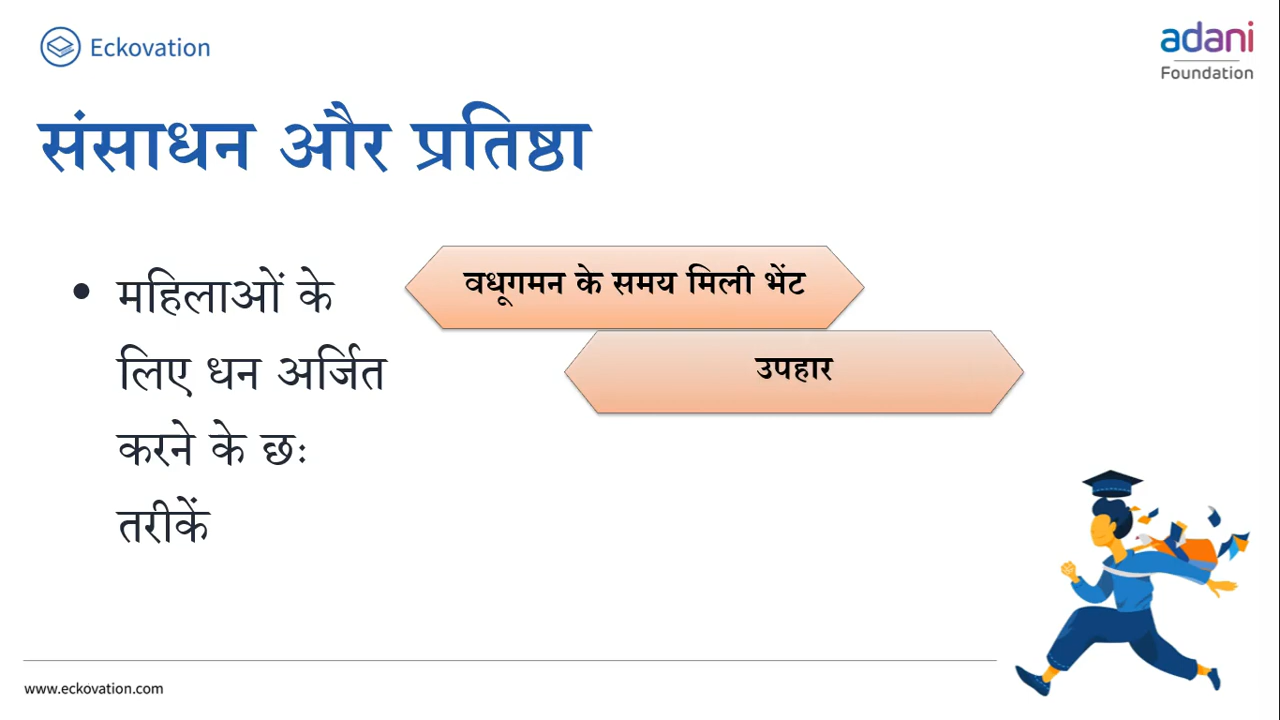 Eckovation
adani
Foundation
संसाधन और प्रतिष्ठा
• महिलाओं के
लिए धन अर्जित
करने के छः
तरीकें
वधूगमन के समय मिली भेंट
उपहार
www.eckovation.com